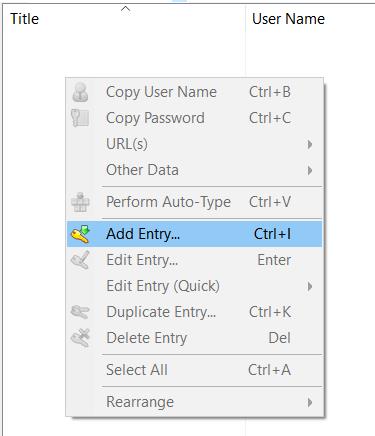 Title User Name
Copy User Name Ctrl+B
Copy Password Ctrl+C
URL(s)
Other Data
Perform Auto-Type Ctrl+V
Add Entry... Ctrl+I
Edit Entry... Enter
Edit Entry (Quick)
Duplicate Entry... Ctrl+K
Delete Entry Del
Select All Ctrl+A
Rearrange